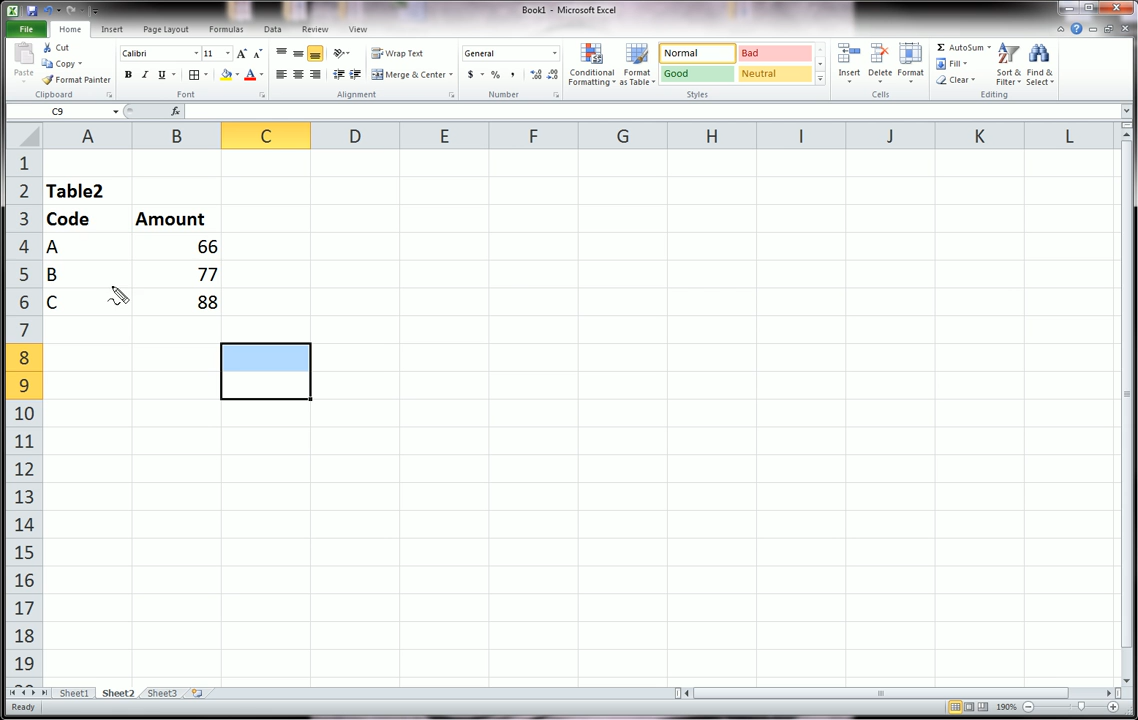 Book1 - Microsoft Excel
File Home Insert Page Layout Formulas Data Review View
Cut
Copy
Format Painter
Paste
Clipboard
Calibri 11
B I U
Font
Wrap Text
Merge & Center
Alignment
General
$ % ,
Number
Conditional Formatting
Format as Table
Normal Bad
Good Neutral
Styles
Insert Delete Format
Cells
Σ AutoSum
Fill
Clear
Sort & Filter
Find & Select
Editing
C9 fx
A B C D E F G H I J K L
1
2 Table2
3 Code Amount
4 A 66
5 B 77
6 C 88
7
8
9
10
11
12
13
14
15
16
17
18
19
Sheet1 Sheet2 Sheet3
Ready 190%